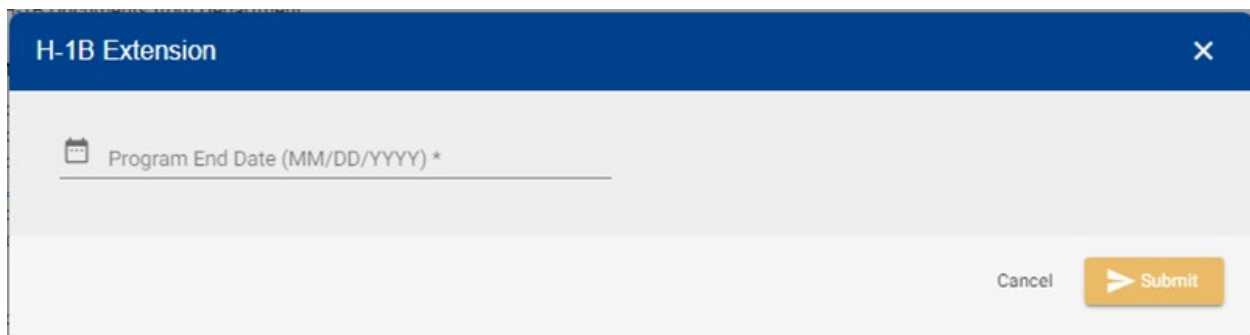 H-1B Extension
Program End Date (MM/DD/YYYY) *
Cancel
Submit